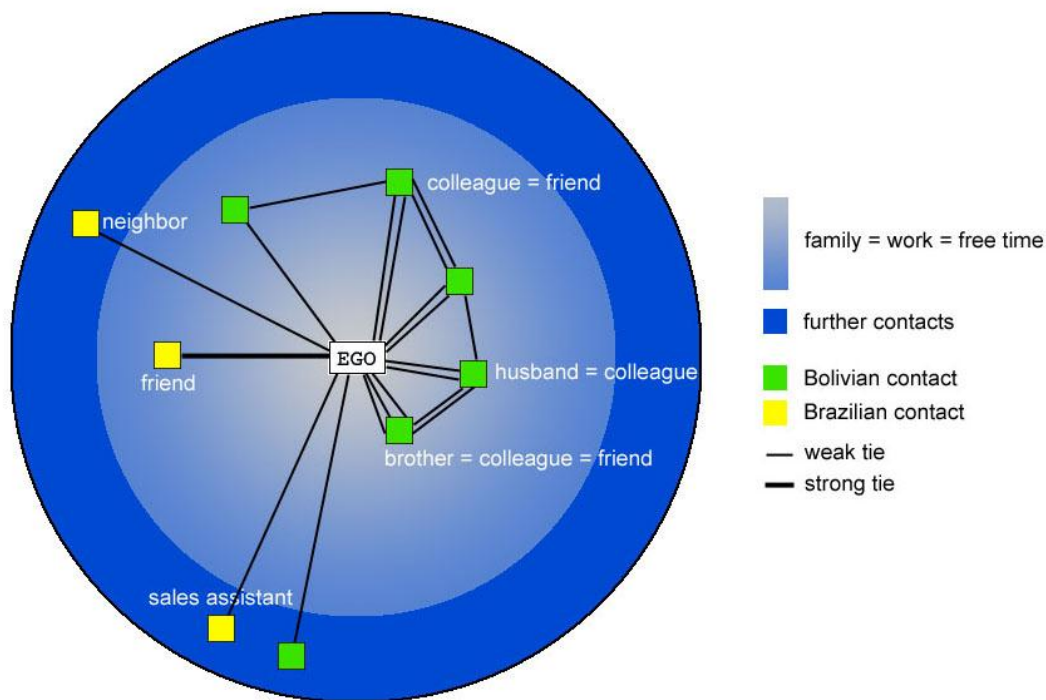 colleague = friend
neighbor
EGO
friend
husband = colleague
brother = colleague = friend
sales assistant
family = work = free time
further contacts
Bolivian contact
Brazilian contact
weak tie
strong tie